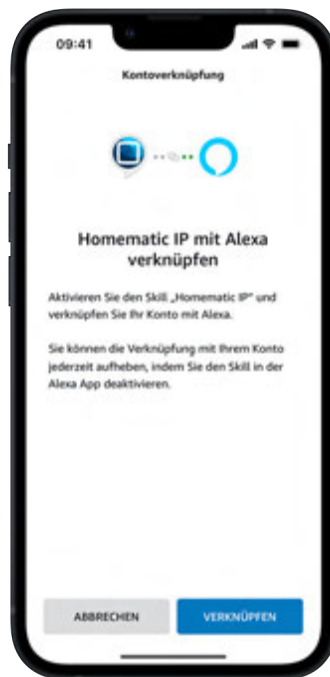 09:41
Kontoverknüpfung
Homematic IP mit Alexa
verknüpfen
Aktivieren Sie den Skill „Homematic IP" und
verknüpfen Sie Ihr Konto mit Alexa.
Sie können die Verknüpfung mit Ihrem Konto
jederzeit aufheben, indem Sie den Skill in der
Alexa App deaktivieren.
ABBRECHEN
VERKNÜPFEN